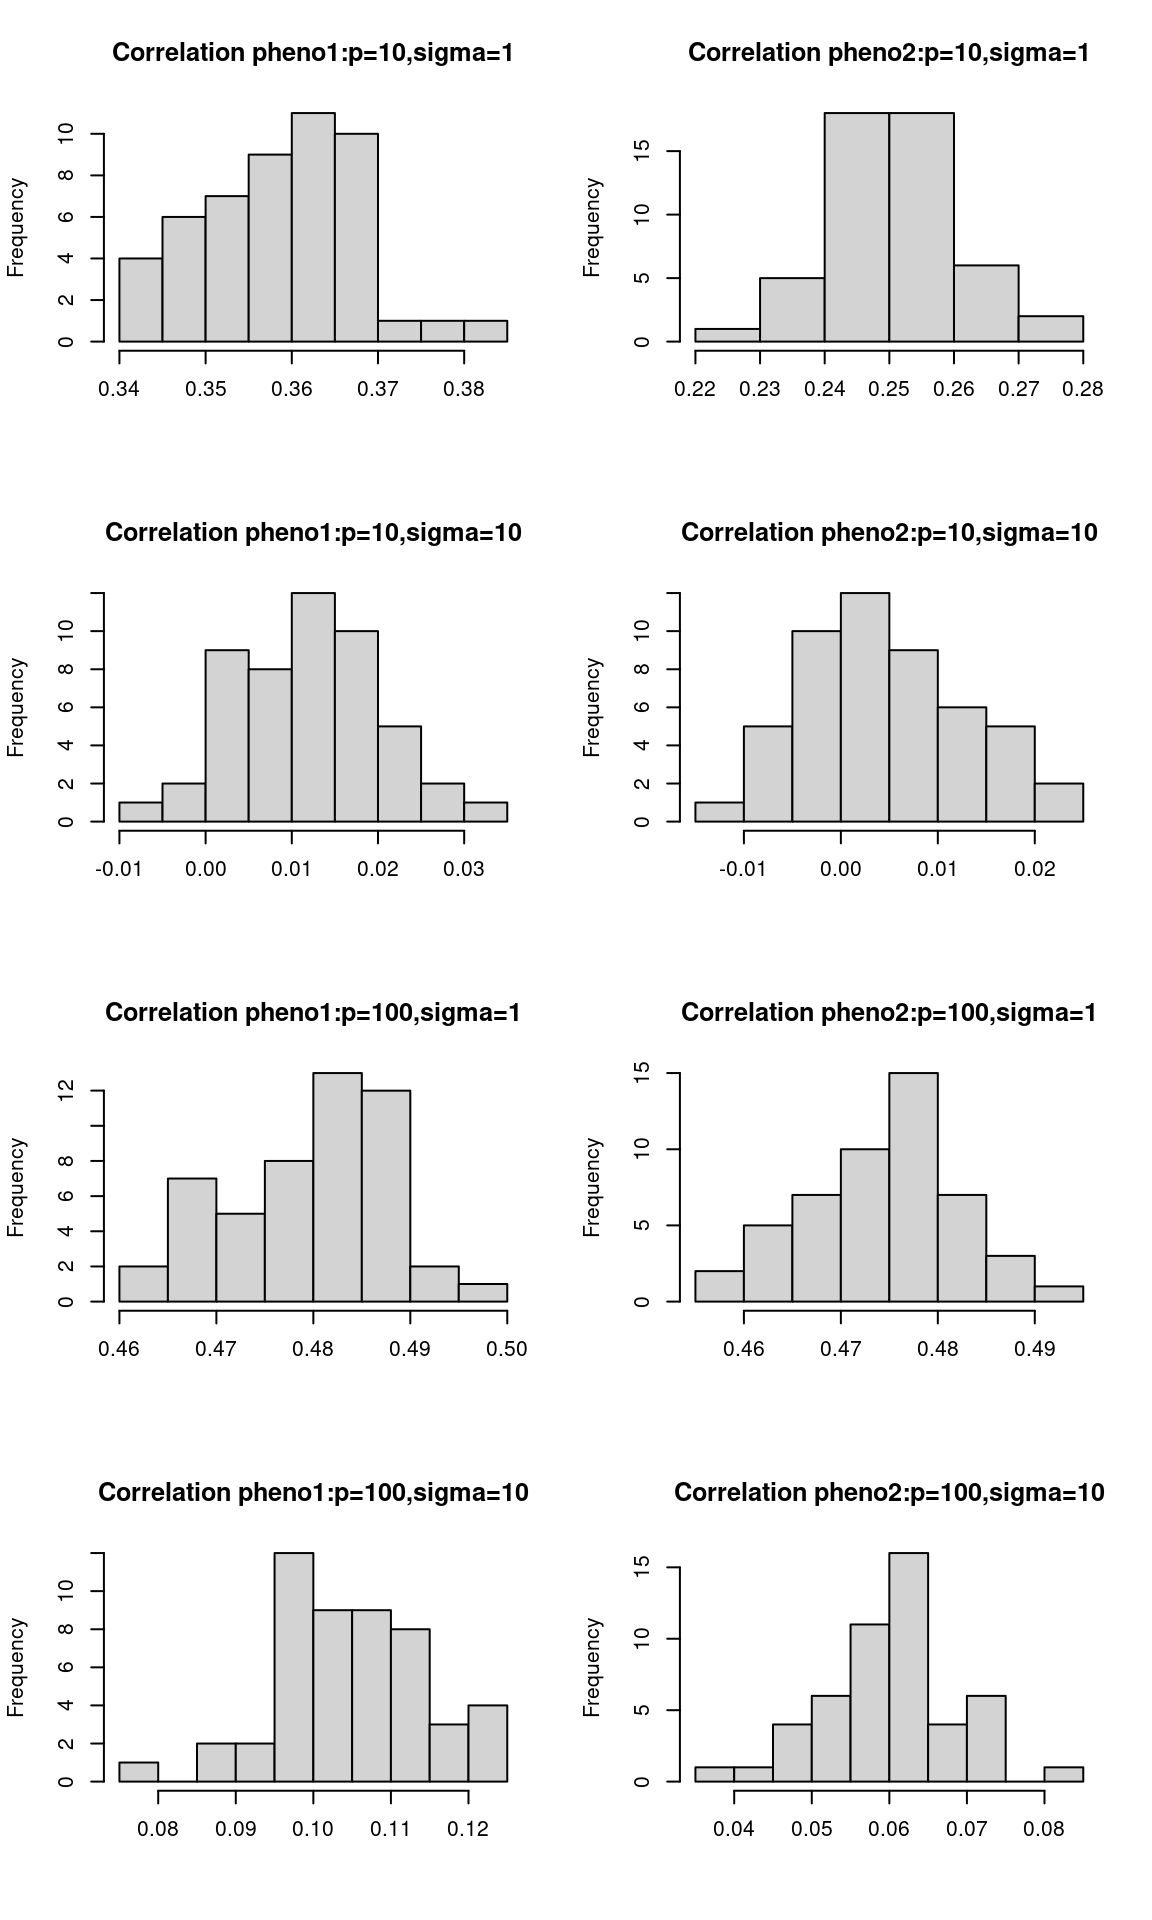 Correlation pheno1:p=10,sigma=1
Frequency
0 2 4 6 8 10
0.34 0.35 0.36 0.37 0.38
Correlation pheno2:p=10,sigma=1
Frequency
0 5 10 15
0.22 0.23 0.24 0.25 0.26 0.27 0.28
Correlation pheno1:p=10,sigma=10
Frequency
0 2 4 6 8 10
-0.01 0.00 0.01 0.02 0.03
Correlation pheno2:p=10,sigma=10
Frequency
0 2 4 6 8 10
-0.01 0.00 0.01 0.02
Correlation pheno1:p=100,sigma=1
Frequency
0 2 4 6 8 12
0.46 0.47 0.48 0.49 0.50
Correlation pheno2:p=100,sigma=1
Frequency
0 5 10 15
0.46 0.47 0.48 0.49
Correlation pheno1:p=100,sigma=10
Frequency
0 2 4 6 8 10
0.08 0.09 0.10 0.11 0.12
Correlation pheno2:p=100,sigma=10
Frequency
0 5 10 15
0.04 0.05 0.06 0.07 0.08